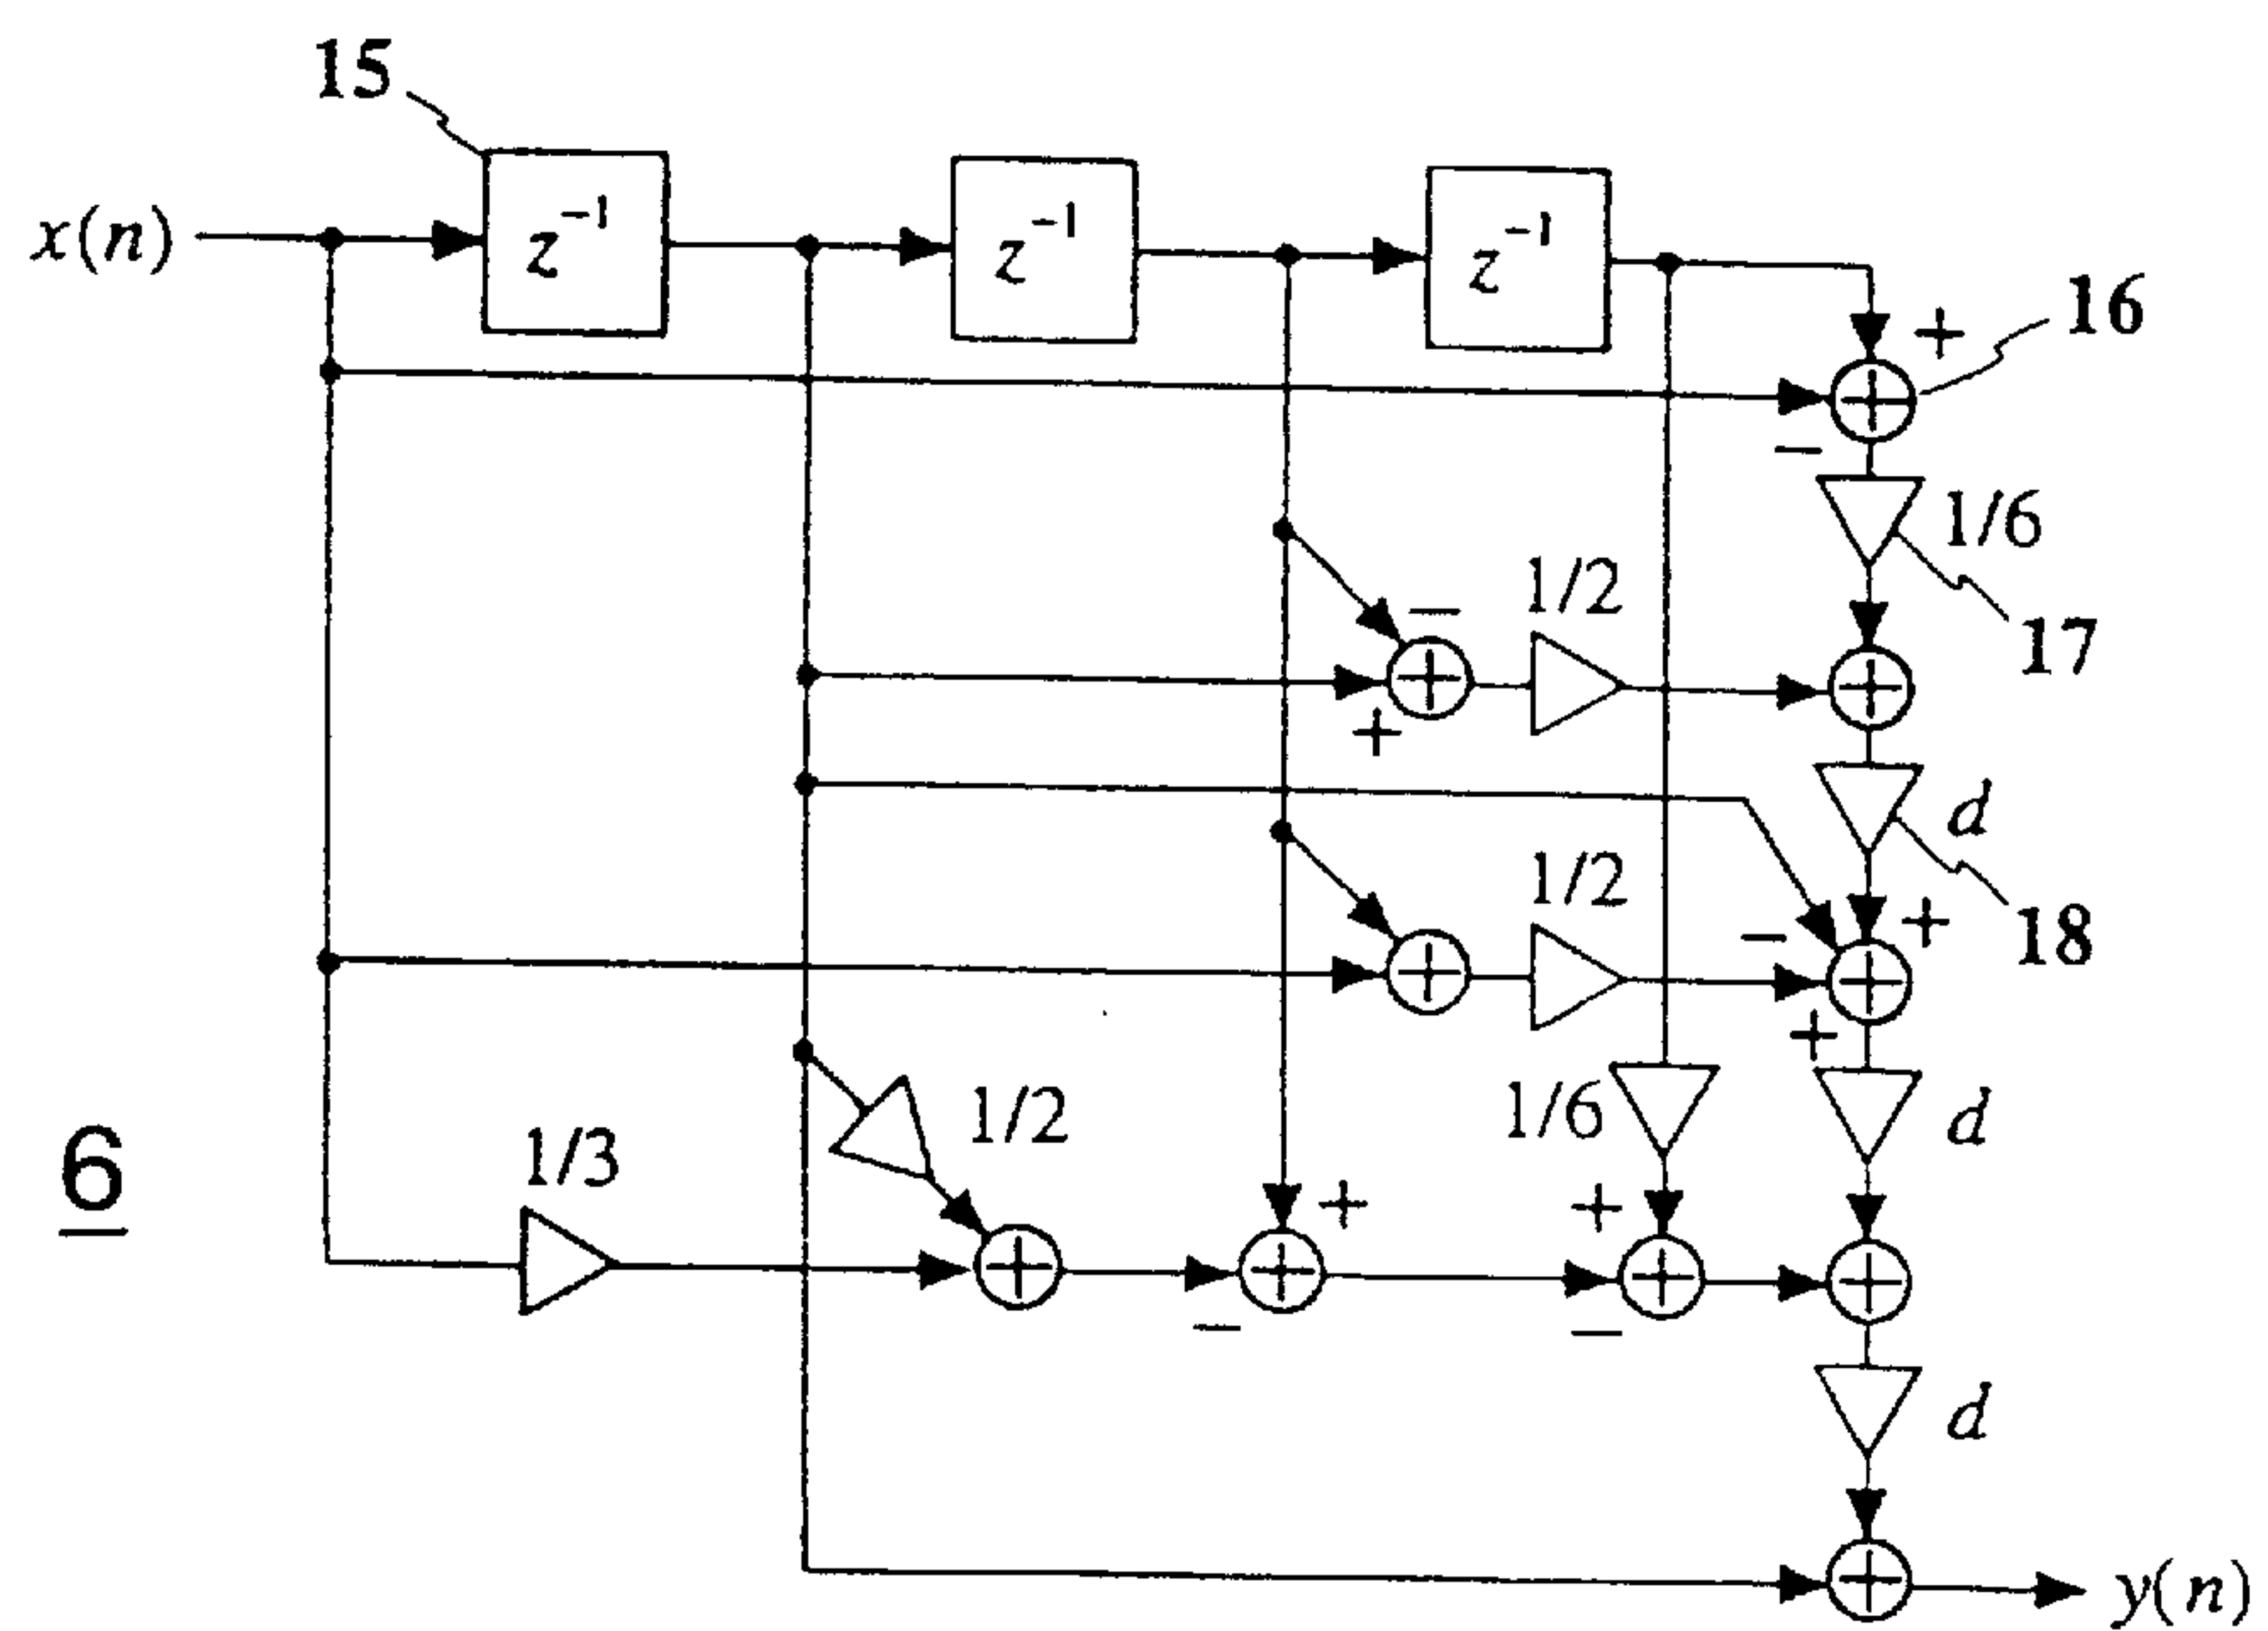 15
x(n)
z⁻¹
z⁻¹
z⁻¹
+
16
−
1/6
17
−
1/2
+
d
18
1/2
−
+
+
1/2
1/6
d
6
1/3
+
+
−
−
d
y(n)